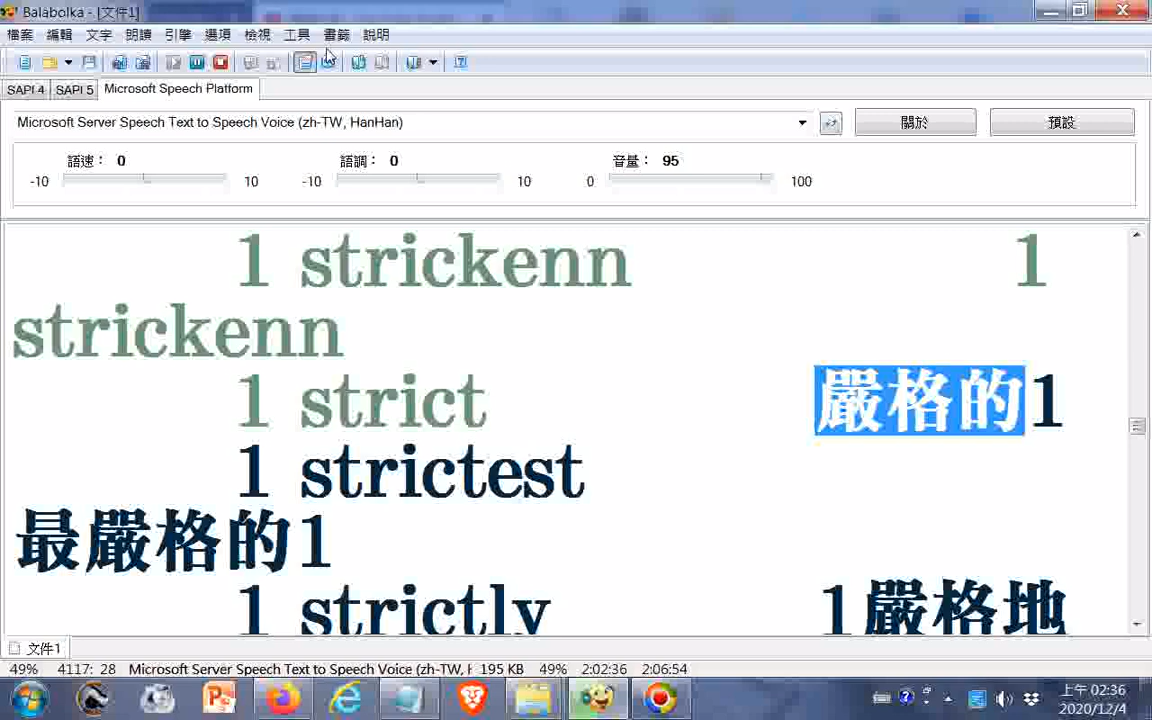 Balabolka - [文件1]
檔案 編輯 文字 朗讀 引擎 選項 檢視 工具 書籤 說明
SAPI 4 SAPI 5 Microsoft Speech Platform
Microsoft Server Speech Text to Speech Voice (zh-TW, HanHan) 關於 預設
語速： 0 語調： 0 音量： 95
-10 10 -10 10 0 100
1 strickenn 1
strickenn
1 strict 嚴格的1
1 strictest
最嚴格的1
1 strictly 1嚴格地
文件1
49% 4117: 28 Microsoft Server Speech Text to Speech Voice (zh-TW, 195 KB 49% 2:02:36 2:06:54
上午 02:36
2020/12/4